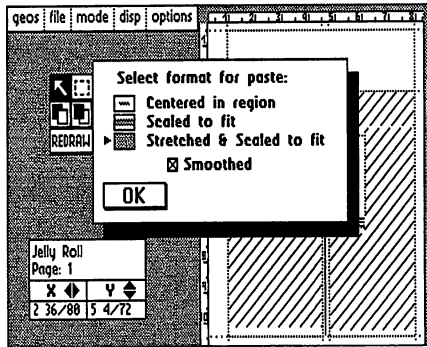 geos file mode disp options
Select format for paste:
Centered in region
Scaled to fit
Stretched & Scaled to fit
Smoothed
REDRAW
OK
Jelly Roll
Page: 1
X Y
2 36/80 5 4/72